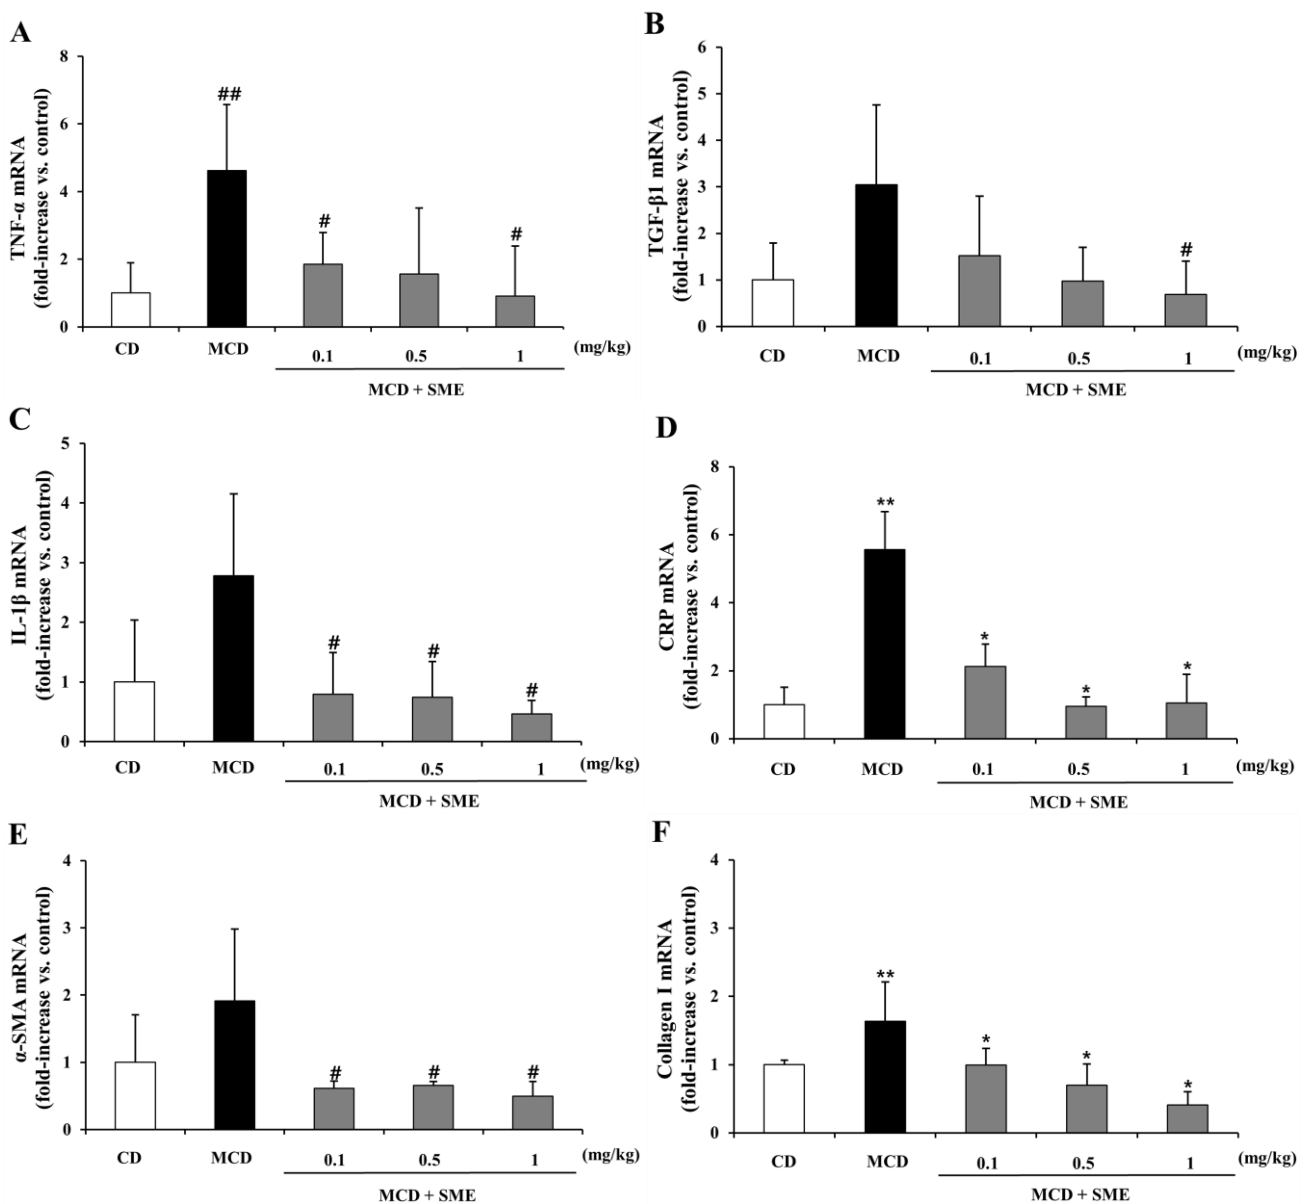 A
TNF-α mRNA
(fold-increase vs. control)
8
6
4
2
0
##
#
#
CD
MCD
0.1
0.5
1
(mg/kg)
MCD + SME
B
TGF-β1 mRNA
(fold-increase vs. control)
6
5
4
3
2
1
0
#
CD
MCD
0.1
0.5
1
(mg/kg)
MCD + SME
C
IL-1β mRNA
(fold-increase vs. control)
5
4
3
2
1
0
#
#
#
CD
MCD
0.1
0.5
1
(mg/kg)
MCD + SME
D
CRP mRNA
(fold-increase vs. control)
8
6
4
2
0
**
*
*
*
CD
MCD
0.1
0.5
1
(mg/kg)
MCD + SME
E
α-SMA mRNA
(fold-increase vs. control)
4
3
2
1
0
#
#
#
CD
MCD
0.1
0.5
1
(mg/kg)
MCD + SME
F
Collagen I mRNA
(fold-increase vs. control)
4
3
2
1
0
**
*
*
*
CD
MCD
0.1
0.5
1
(mg/kg)
MCD + SME